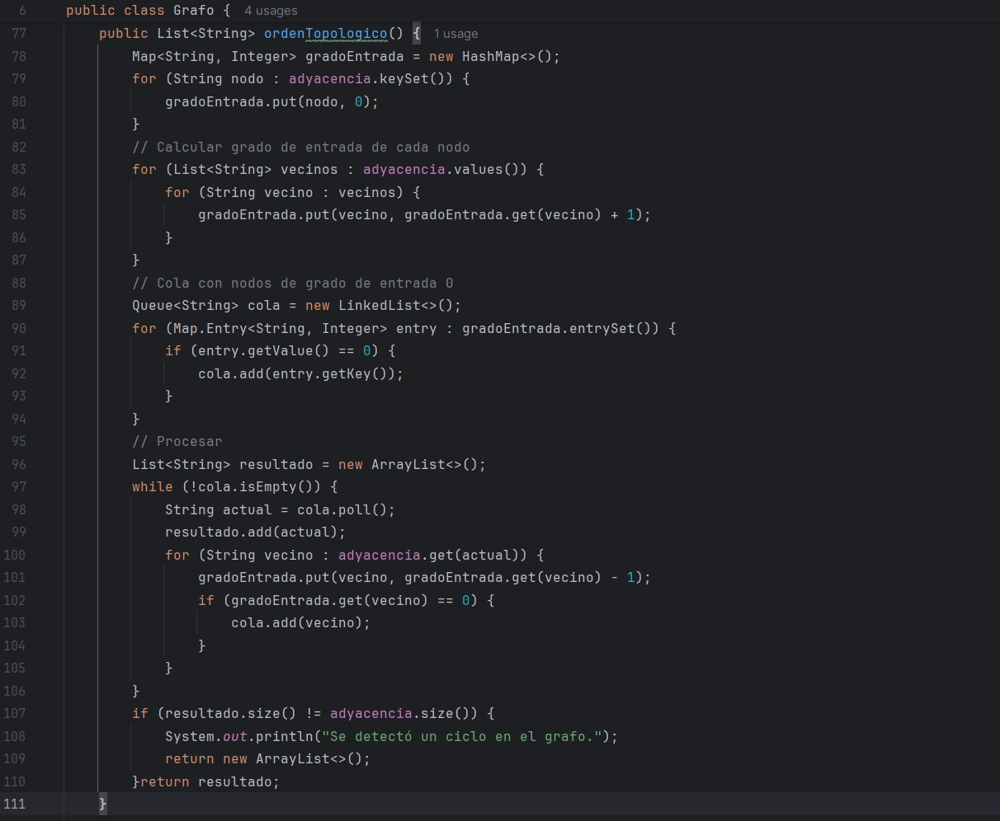 6 public class Grafo { 4 usages
77     public List<String> ordenTopologico() { 1 usage
78         Map<String, Integer> gradoEntrada = new HashMap<>();
79         for (String nodo : adyacencia.keySet()) {
80             gradoEntrada.put(nodo, 0);
81         }
82         // Calcular grado de entrada de cada nodo
83         for (List<String> vecinos : adyacencia.values()) {
84             for (String vecino : vecinos) {
85                 gradoEntrada.put(vecino, gradoEntrada.get(vecino) + 1);
86             }
87         }
88         // Cola con nodos de grado de entrada 0
89         Queue<String> cola = new LinkedList<>();
90         for (Map.Entry<String, Integer> entry : gradoEntrada.entrySet()) {
91             if (entry.getValue() == 0) {
92                 cola.add(entry.getKey());
93             }
94         }
95         // Procesar
96         List<String> resultado = new ArrayList<>();
97         while (!cola.isEmpty()) {
98             String actual = cola.poll();
99             resultado.add(actual);
100             for (String vecino : adyacencia.get(actual)) {
101                 gradoEntrada.put(vecino, gradoEntrada.get(vecino) - 1);
102                 if (gradoEntrada.get(vecino) == 0) {
103                     cola.add(vecino);
104                 }
105             }
106         }
107         if (resultado.size() != adyacencia.size()) {
108             System.out.println("Se detectó un ciclo en el grafo.");
109             return new ArrayList<>();
110         }return resultado;
111     }